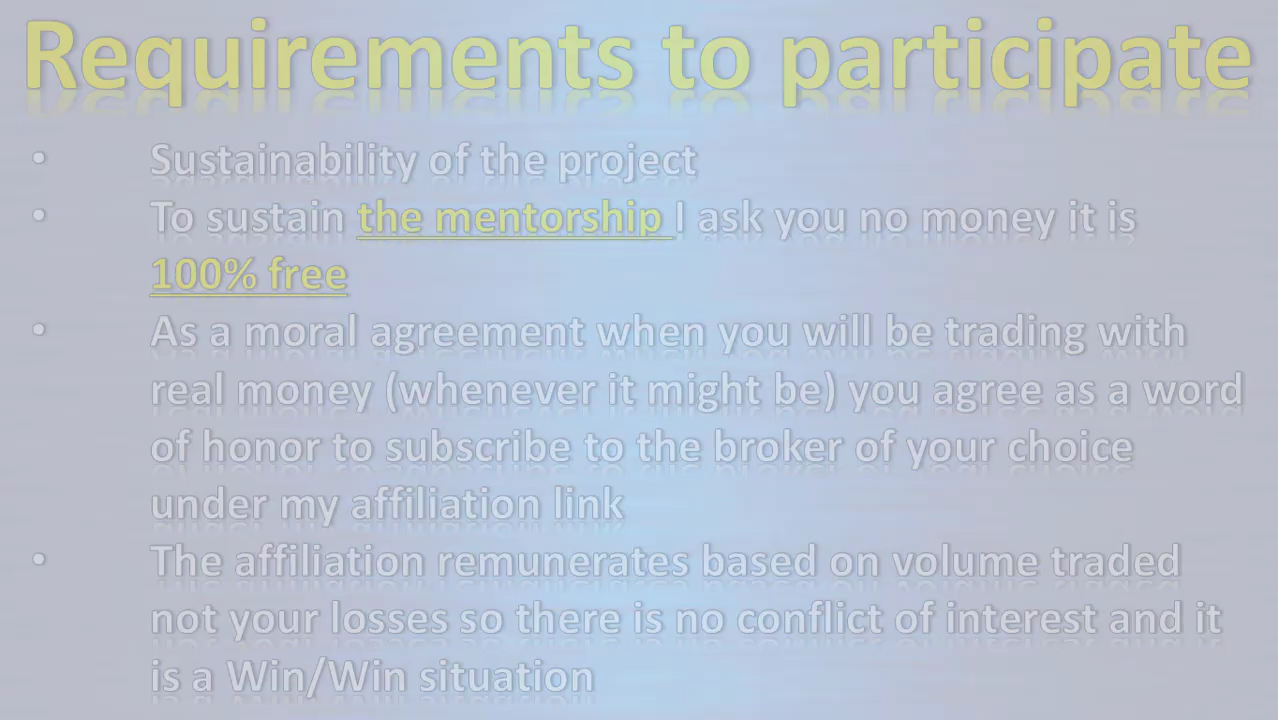 Requirements to participate
• Sustainability of the project
• To sustain the mentorship I ask you no money it is
100% free
• As a moral agreement when you will be trading with
real money (whenever it might be) you agree as a word
of honor to subscribe to the broker of your choice
under my affiliation link
• The affiliation remunerates based on volume traded
not your losses so there is no conflict of interest and it
is a Win/Win situation